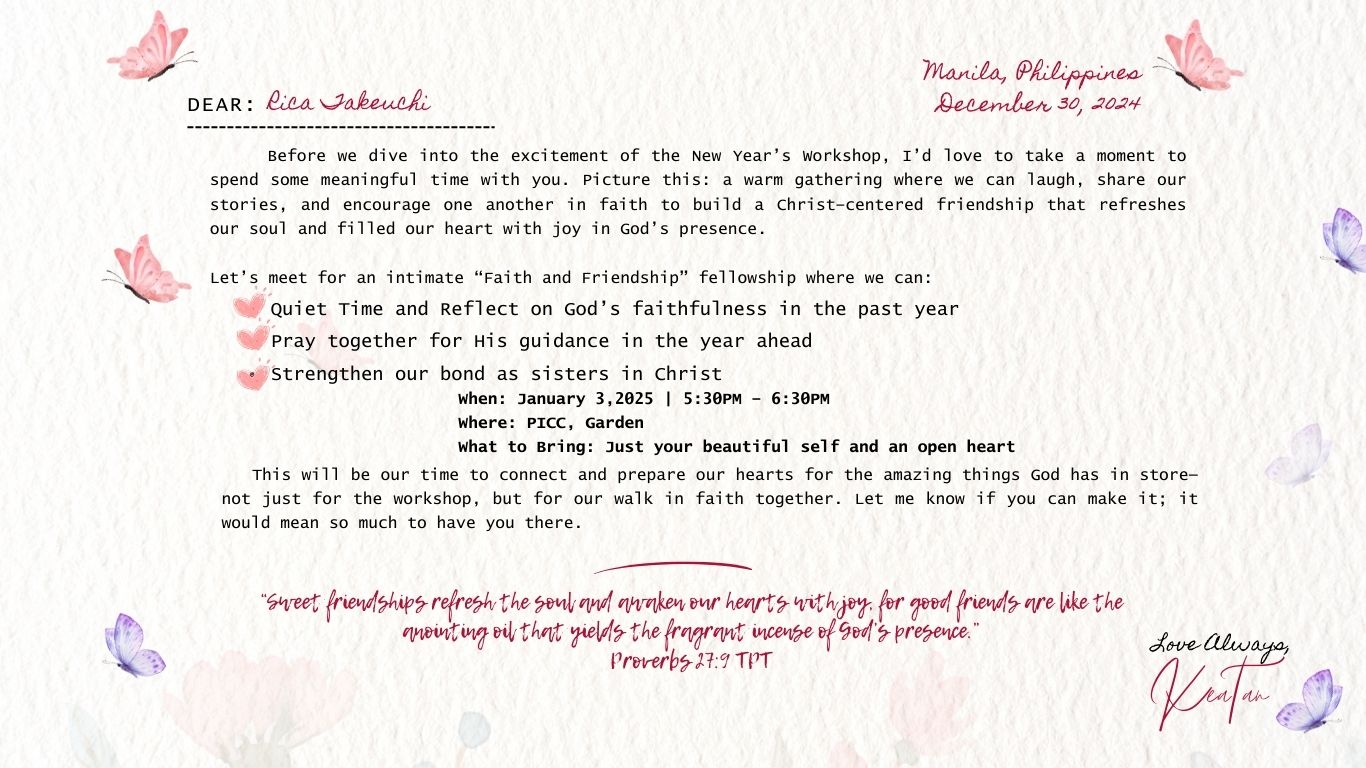 Manila, Philippines
December 30, 2024
DEAR: Rica Takeuchi
Before we dive into the excitement of the New Year’s Workshop, I’d love to take a moment to
spend some meaningful time with you. Picture this: a warm gathering where we can laugh, share our
stories, and encourage one another in faith to build a Christ–centered friendship that refreshes
our soul and filled our heart with joy in God’s presence.
Let’s meet for an intimate “Faith and Friendship” fellowship where we can:
Quiet Time and Reflect on God’s faithfulness in the past year
Pray together for His guidance in the year ahead
Strengthen our bond as sisters in Christ
When: January 3,2025 | 5:30PM – 6:30PM
Where: PICC, Garden
What to Bring: Just your beautiful self and an open heart
This will be our time to connect and prepare our hearts for the amazing things God has in store—
not just for the workshop, but for our walk in faith together. Let me know if you can make it; it
would mean so much to have you there.
“Sweet friendships refresh the soul and awaken our hearts with joy, for good friends are like the
anointing oil that yields the fragrant incense of God’s presence.”
Proverbs 27:9 TPT
Love Always,
Kea Tan